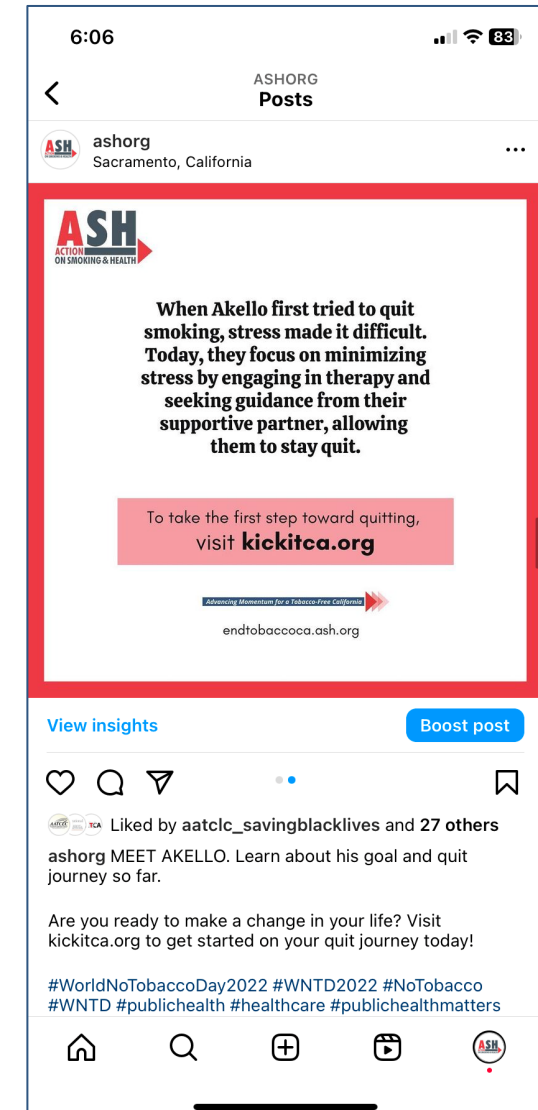 6:06
83
ASHORG
Posts
ASH
ashorg
Sacramento, California
ASH
ACTION
ON SMOKING & HEALTH
When Akello first tried to quit
smoking, stress made it difficult.
Today, they focus on minimizing
stress by engaging in therapy and
seeking guidance from their
supportive partner, allowing
them to stay quit.
To take the first step toward quitting,
visit kickitca.org
Advancing Momentum for a Tobacco-Free California
endtobaccoca.ash.org
View insights
Boost post
Liked by aatclc_savingblacklives and 27 others
ashorg MEET AKELLO. Learn about his goal and quit
journey so far.
Are you ready to make a change in your life? Visit
kickitca.org to get started on your quit journey today!
#WorldNoTobaccoDay2022 #WNTD2022 #NoTobacco
#WNTD #publichealth #healthcare #publichealthmatters
ASH